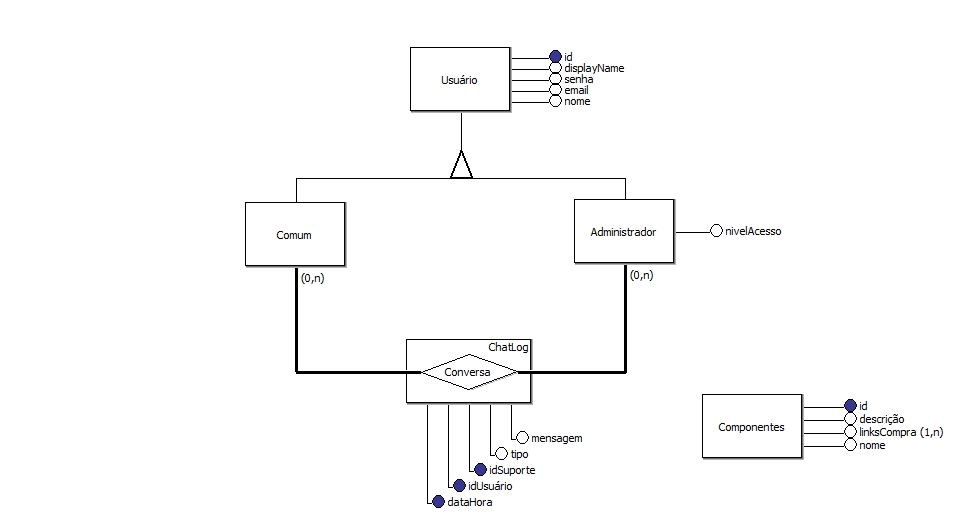 Usuário
id
displayName
senha
email
nome
Comum
Administrador
nivelAcesso
(0,n)
(0,n)
ChatLog
Conversa
mensagem
tipo
idSuporte
idUsuário
dataHora
Componentes
id
descrição
linksCompra (1,n)
nome